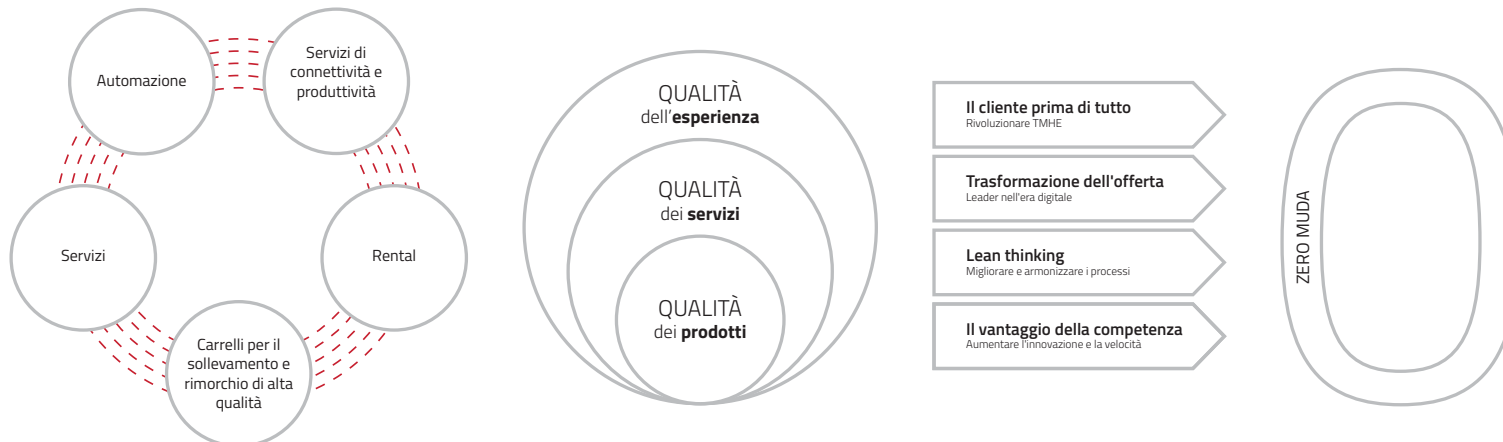 Automazione
Servizi di
connettività e
produttività
Servizi
Rental
Carrelli per il
sollevamento e
rimorchio di alta
qualità
QUALITÀ
dell'esperienza
QUALITÀ
dei servizi
QUALITÀ
dei prodotti
Il cliente prima di tutto
Rivoluzionare TMHE
Trasformazione dell'offerta
Leader nell'era digitale
Lean thinking
Migliorare e armonizzare i processi
Il vantaggio della competenza
Aumentare l'innovazione e la velocità
ZERO MUDA